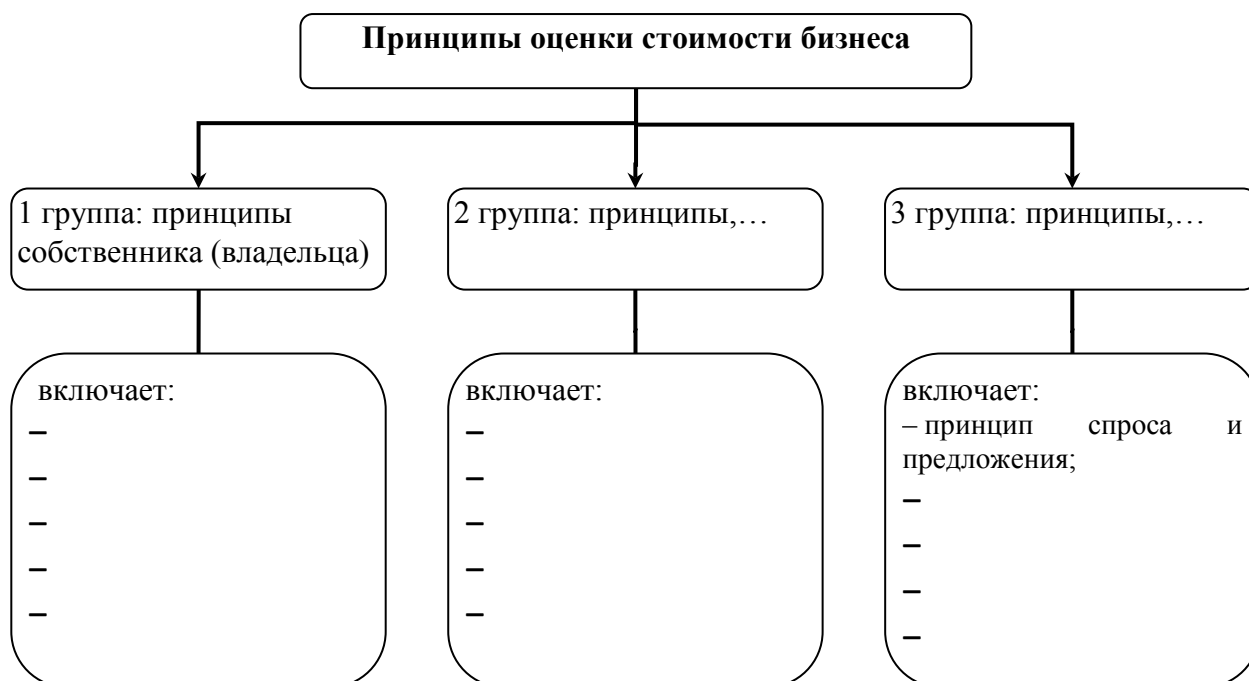 Принципы оценки стоимости бизнеса
1 группа: принципы
собственника (владельца)
2 группа: принципы,…
3 группа: принципы,…
включает:
–
–
–
–
–
включает:
–
–
–
–
–
включает:
– принцип спроса и
предложения;
–
–
–
–